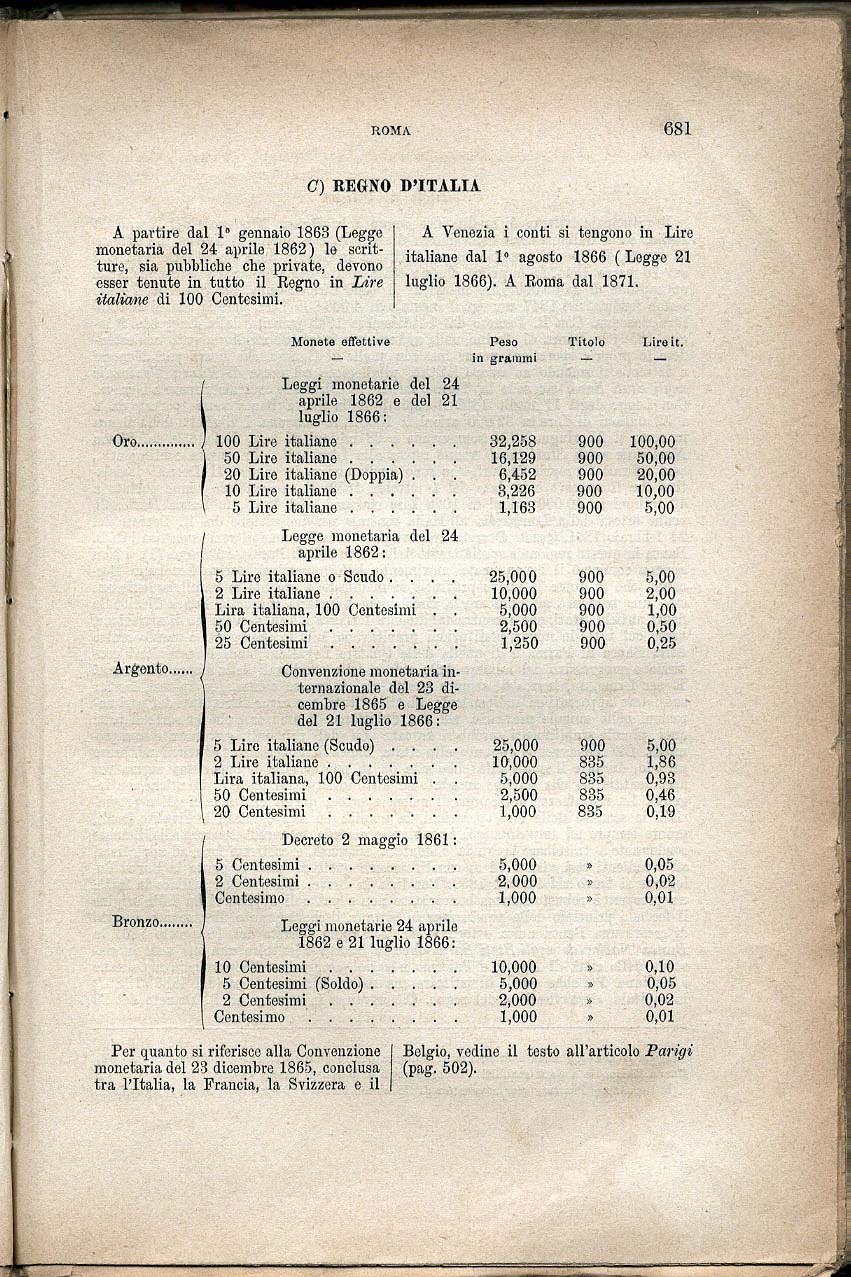 ROMA 681
C) REGNO D'ITALIA
A partire dal 1° gennaio 1863 (Legge
monetaria del 24 aprile 1862) le scrit-
ture, sia pubbliche che private, devono
esser tenute in tutto il Regno in Lire
italiane di 100 Centesimi.
A Venezia i conti si tengono in Lire
italiane dal 1° agosto 1866 (Legge 21
luglio 1866). A Roma dal 1871.
Monete effettive Peso Titolo Lire it.
— in grammi — —
Leggi monetarie del 24
aprile 1862 e del 21
luglio 1866:
Oro.............. 100 Lire italiane . . . . . . 32,258 900 100,00
50 Lire italiane . . . . . . 16,129 900 50,00
20 Lire italiane (Doppia) . . . 6,452 900 20,00
10 Lire italiane . . . . . . 3,226 900 10,00
5 Lire italiane . . . . . . 1,163 900 5,00
Legge monetaria del 24
aprile 1862:
5 Lire italiane o Scudo . . . . 25,000 900 5,00
2 Lire italiane . . . . . . . 10,000 900 2,00
Lira italiana, 100 Centesimi . . 5,000 900 1,00
50 Centesimi . . . . . . . 2,500 900 0,50
25 Centesimi . . . . . . . 1,250 900 0,25
Argento...... Convenzione monetaria in-
ternazionale del 23 di-
cembre 1865 e Legge
del 21 luglio 1866:
5 Lire italiane (Scudo) . . . . 25,000 900 5,00
2 Lire italiane . . . . . . . 10,000 835 1,86
Lira italiana, 100 Centesimi . . 5,000 835 0,93
50 Centesimi . . . . . . . 2,500 835 0,46
20 Centesimi . . . . . . . 1,000 835 0,19
Decreto 2 maggio 1861:
5 Centesimi . . . . . . . . 5,000 » 0,05
2 Centesimi . . . . . . . . 2,000 » 0,02
Centesimo . . . . . . . . 1,000 » 0,01
Bronzo........ Leggi monetarie 24 aprile
1862 e 21 luglio 1866:
10 Centesimi . . . . . . . 10,000 » 0,10
5 Centesimi (Soldo) . . . . . 5,000 » 0,05
2 Centesimi . . . . . . . 2,000 » 0,02
Centesimo . . . . . . . . 1,000 » 0,01
Per quanto si riferisce alla Convenzione
monetaria del 23 dicembre 1865, conclusa
tra l'Italia, la Francia, la Svizzera e il
Belgio, vedine il testo all'articolo Parigi
(pag. 502).